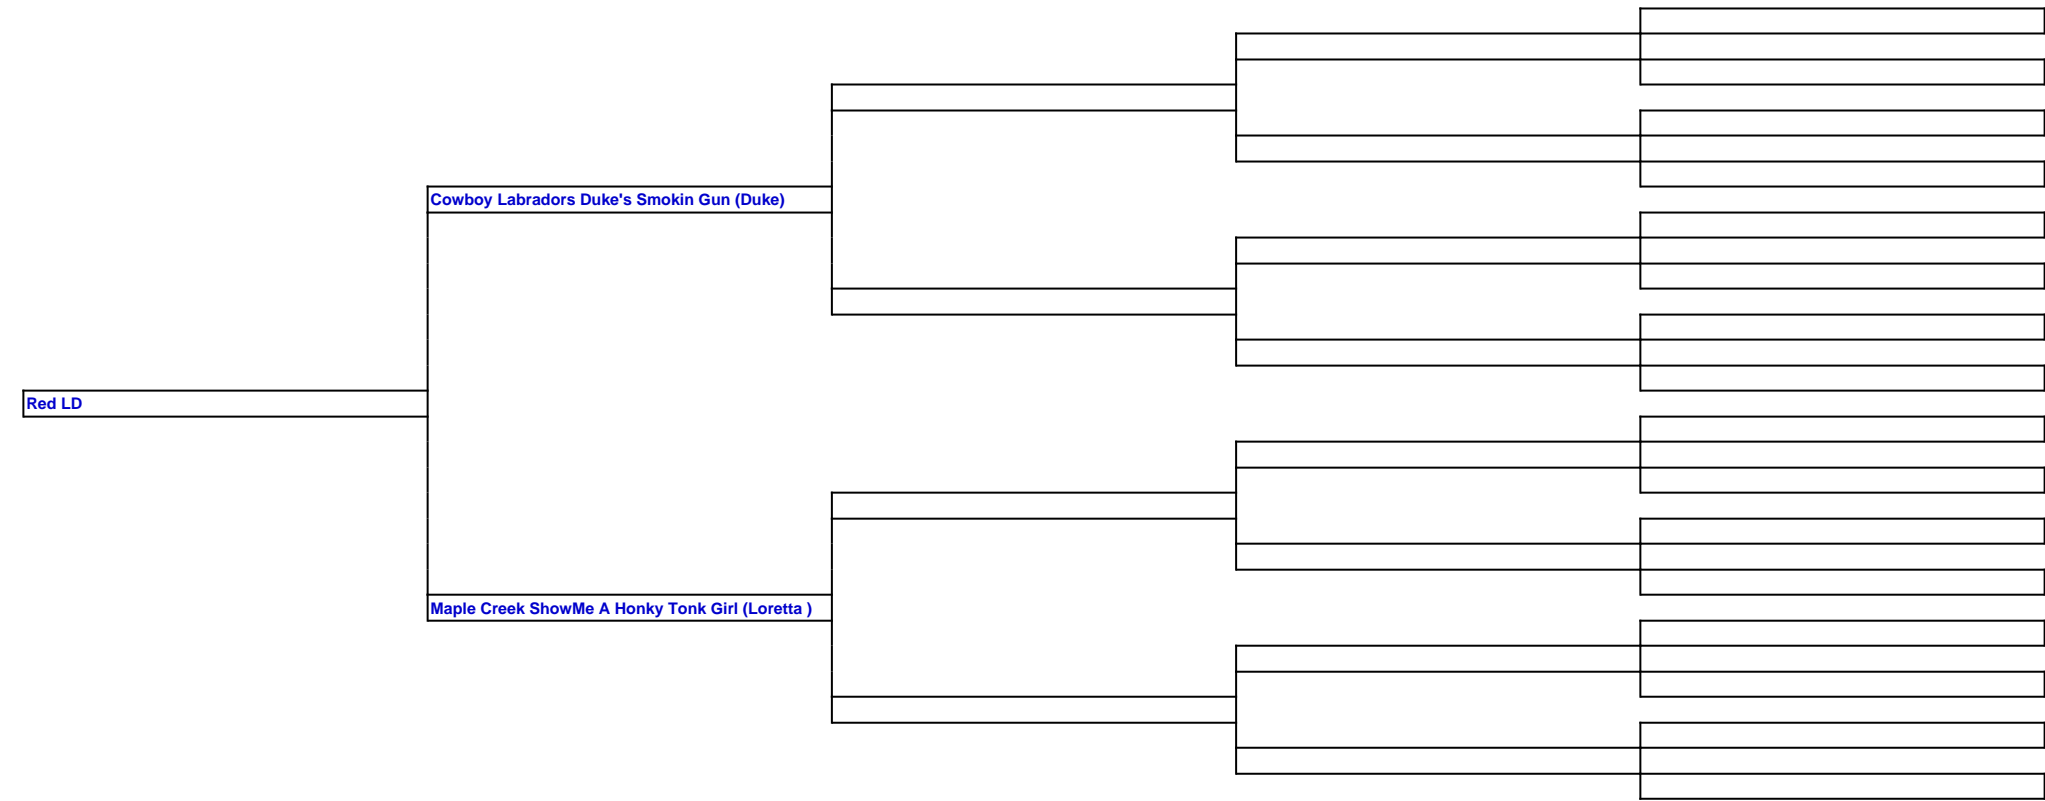 Cowboy Labradors Duke's Smokin Gun (Duke)
Red LD
Maple Creek ShowMe A Honky Tonk Girl (Loretta )